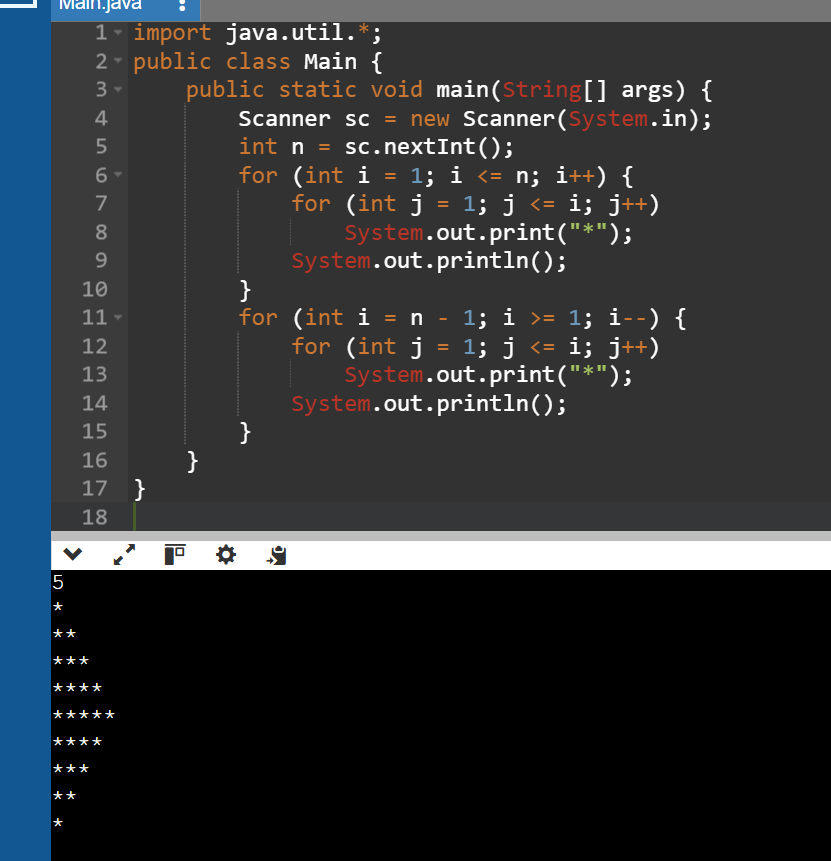 Main.java
1 import java.util.*;
2 public class Main {
3     public static void main(String[] args) {
4         Scanner sc = new Scanner(System.in);
5         int n = sc.nextInt();
6         for (int i = 1; i <= n; i++) {
7             for (int j = 1; j <= i; j++)
8                 System.out.print("*");
9             System.out.println();
10         }
11         for (int i = n - 1; i >= 1; i--) {
12             for (int j = 1; j <= i; j++)
13                 System.out.print("*");
14             System.out.println();
15         }
16     }
17 }
18
5
*
**
***
****
*****
****
***
**
*